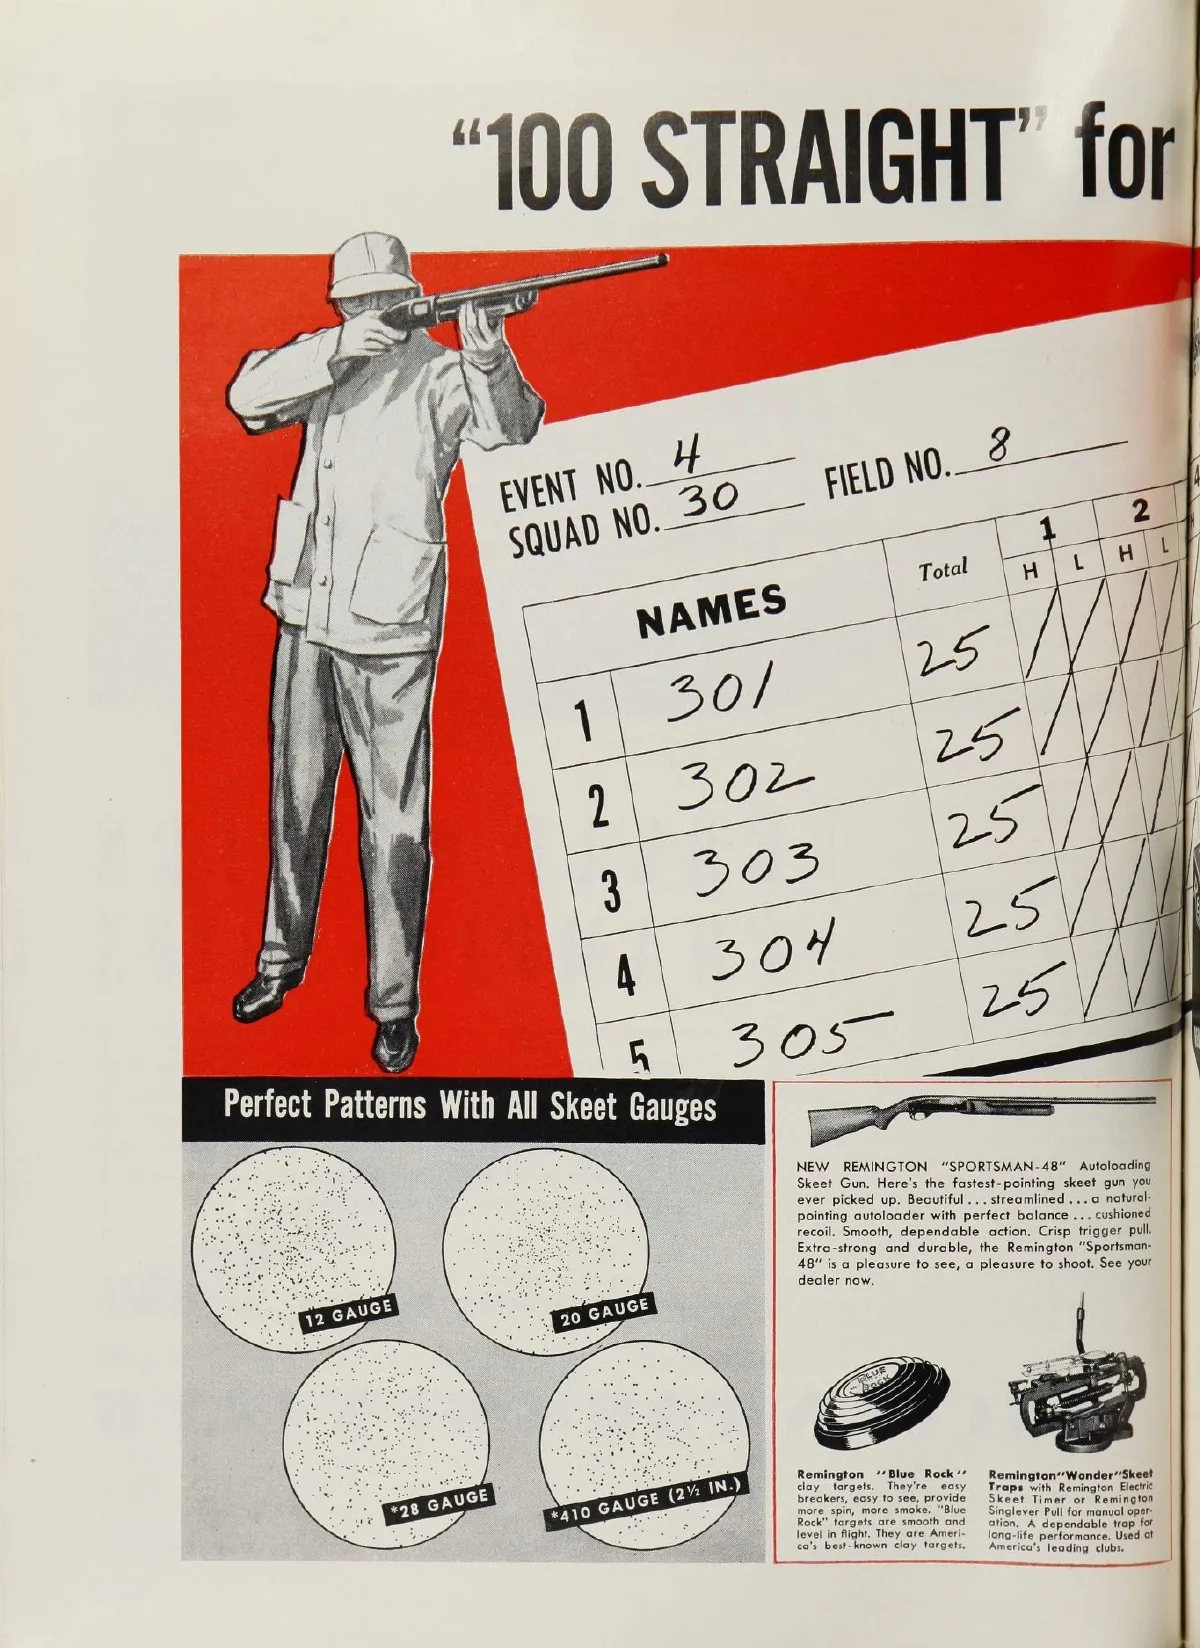 “100 STRAIGHT” for
EVENT NO. 4
FIELD NO. 8
SQUAD NO. 30
NAMES Total 1 2
H L H L
1 301 25
2 302 25
3 303 25
4 304 25
5 305 25
Perfect Patterns With All Skeet Gauges
12 GAUGE
20 GAUGE
*28 GAUGE
*410 GAUGE (2½ IN.)
NEW REMINGTON "SPORTSMAN-48" Autoloading
Skeet Gun. Here's the fastest-pointing skeet gun you
ever picked up. Beautiful . . . streamlined . . . a natural-
pointing autoloader with perfect balance . . . cushioned
recoil. Smooth, dependable action. Crisp trigger pull.
Extra-strong and durable, the Remington "Sportsman-
48" is a pleasure to see, a pleasure to shoot. See your
dealer now.
BLUE
ROCK
Remington "Blue Rock"
clay targets. They're easy
breakers, easy to see, provide
more spin, more smoke. "Blue
Rock" targets are smooth and
level in flight. They are Ameri-
ca's best-known clay targets.
Remington "Wonder" Skeet
Traps with Remington Electric
Skeet Timer or Remington
Singlever Pull for manual oper-
ation. A dependable trap for
long-life performance. Used at
America's leading clubs.